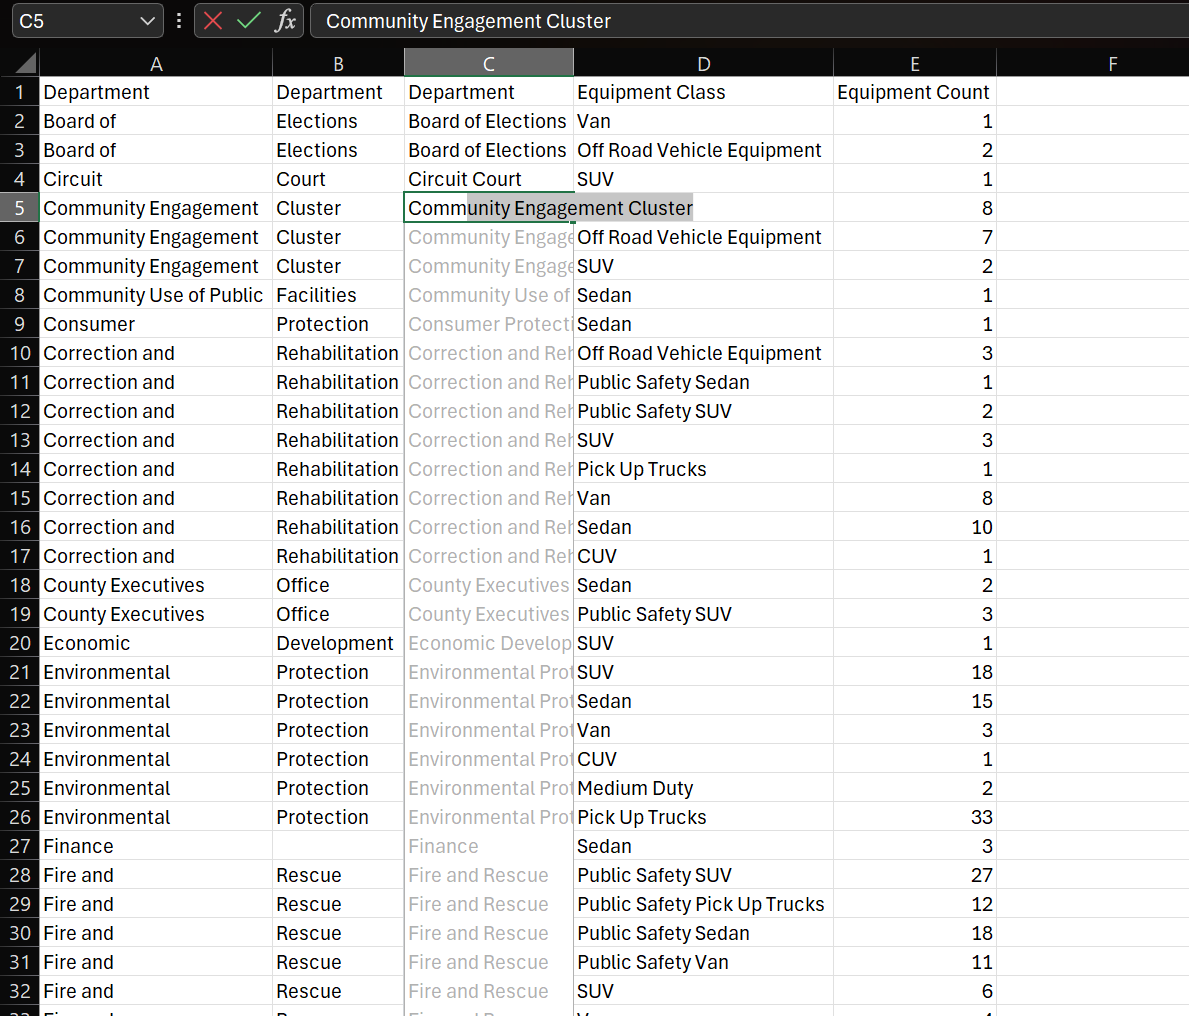 C5 fx Community Engagement Cluster
A B C D E F
1 Department Department Department Equipment Class Equipment Count
2 Board of Elections Board of Elections Van 1
3 Board of Elections Board of Elections Off Road Vehicle Equipment 2
4 Circuit Court Circuit Court SUV 1
5 Community Engagement Cluster Community Engagement Cluster 8
6 Community Engagement Cluster Community Engage Off Road Vehicle Equipment 7
7 Community Engagement Cluster Community Engage SUV 2
8 Community Use of Public Facilities Community Use of Sedan 1
9 Consumer Protection Consumer Protecti Sedan 1
10 Correction and Rehabilitation Correction and Reh Off Road Vehicle Equipment 3
11 Correction and Rehabilitation Correction and Reh Public Safety Sedan 1
12 Correction and Rehabilitation Correction and Reh Public Safety SUV 2
13 Correction and Rehabilitation Correction and Reh SUV 3
14 Correction and Rehabilitation Correction and Reh Pick Up Trucks 1
15 Correction and Rehabilitation Correction and Reh Van 8
16 Correction and Rehabilitation Correction and Reh Sedan 10
17 Correction and Rehabilitation Correction and Reh CUV 1
18 County Executives Office County Executives Sedan 2
19 County Executives Office County Executives Public Safety SUV 3
20 Economic Development Economic Develop SUV 1
21 Environmental Protection Environmental Prot SUV 18
22 Environmental Protection Environmental Prot Sedan 15
23 Environmental Protection Environmental Prot Van 3
24 Environmental Protection Environmental Prot CUV 1
25 Environmental Protection Environmental Prot Medium Duty 2
26 Environmental Protection Environmental Prot Pick Up Trucks 33
27 Finance Finance Sedan 3
28 Fire and Rescue Fire and Rescue Public Safety SUV 27
29 Fire and Rescue Fire and Rescue Public Safety Pick Up Trucks 12
30 Fire and Rescue Fire and Rescue Public Safety Sedan 18
31 Fire and Rescue Fire and Rescue Public Safety Van 11
32 Fire and Rescue Fire and Rescue SUV 6